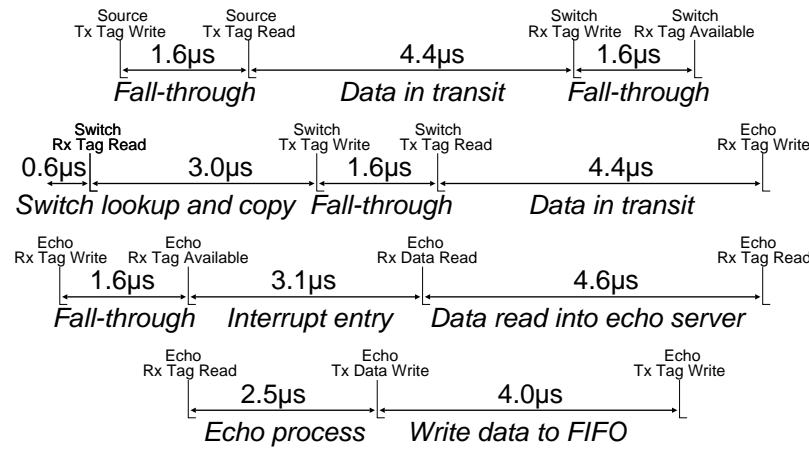 Source Source Switch Switch
Tx Tag Write Tx Tag Read Rx Tag Write Rx Tag Available
1.6µs 4.4µs 1.6µs
Fall-through Data in transit Fall-through
Switch Switch Switch Echo
Rx Tag Read Tx Tag Write Tx Tag Read Rx Tag Write
0.6µs 3.0µs 1.6µs 4.4µs
Switch lookup and copy Fall-through Data in transit
Echo Echo Echo Echo
Rx Tag Write Rx Tag Available Rx Data Read Rx Tag Read
1.6µs 3.1µs 4.6µs
Fall-through Interrupt entry Data read into echo server
Echo Echo Echo
Rx Tag Read Tx Data Write Tx Tag Write
2.5µs 4.0µs
Echo process Write data to FIFO